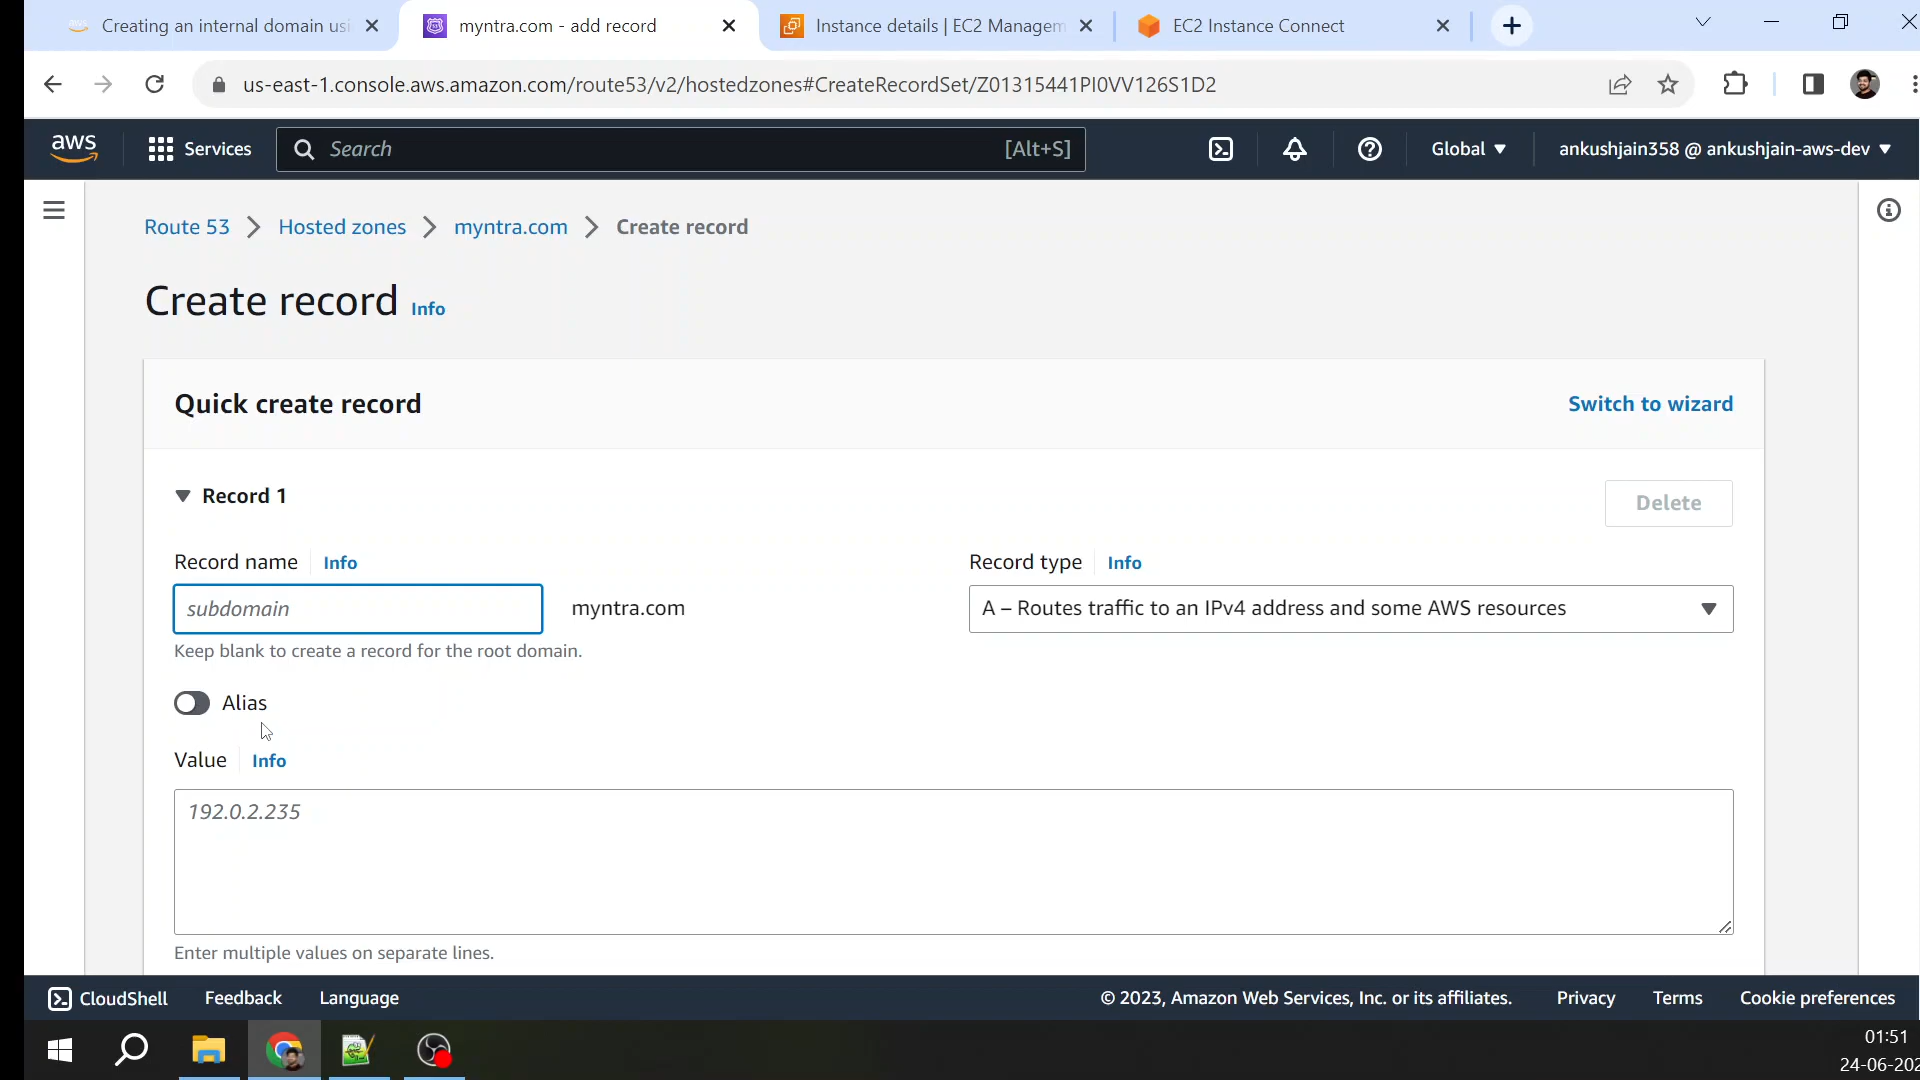 Creating an internal domain usi
myntra.com - add record
Instance details | EC2 Managem
EC2 Instance Connect
us-east-1.console.aws.amazon.com/route53/v2/hostedzones#CreateRecordSet/Z01315441PI0VV126S1D2
aws
Services
Search
[Alt+S]
Global
ankushjain358 @ ankushjain-aws-dev
Route 53
Hosted zones
myntra.com
Create record
Create record Info
Quick create record
Switch to wizard
Record 1
Delete
Record name Info
Record type Info
subdomain
myntra.com
A – Routes traffic to an IPv4 address and some AWS resources
Keep blank to create a record for the root domain.
Alias
Value Info
192.0.2.235
Enter multiple values on separate lines.
CloudShell
Feedback
Language
© 2023, Amazon Web Services, Inc. or its affiliates.
Privacy
Terms
Cookie preferences
01:51
24-06-202